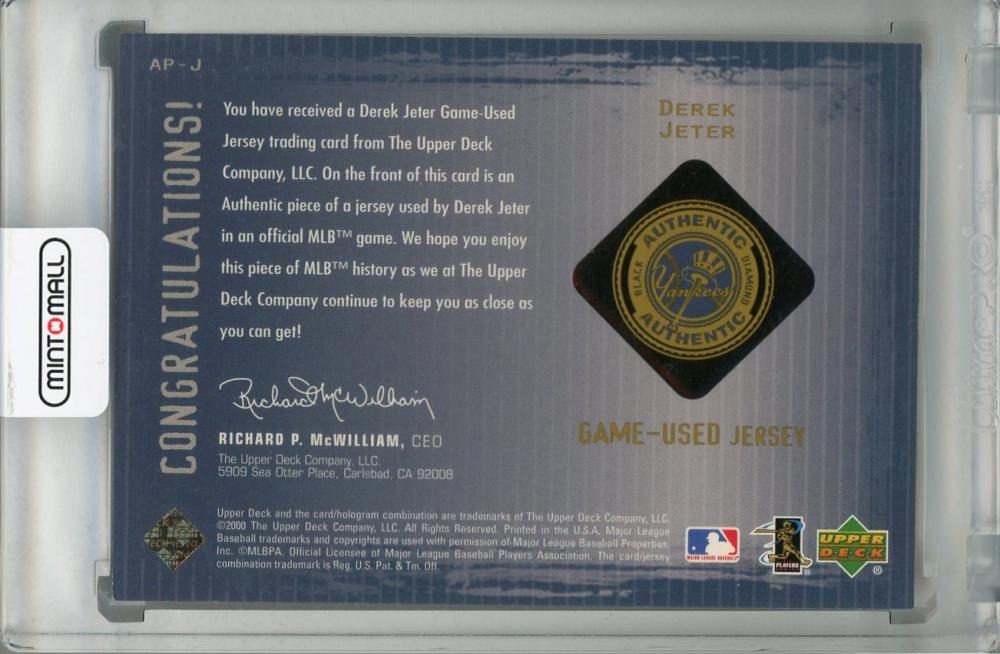 AP-J
CONGRATULATIONS!
You have received a Derek Jeter Game-Used
Jersey trading card from The Upper Deck
Company, LLC. On the front of this card is an
Authentic piece of a jersey used by Derek Jeter
in an official MLB™ game. We hope you enjoy
this piece of MLB™ history as we at The Upper
Deck Company continue to keep you as close as
you can get!
Richard McWilliam
RICHARD P. McWILLIAM, CEO
The Upper Deck Company, LLC.
5909 Sea Otter Place, Carlsbad, CA 92008
Upper Deck and the card/hologram combination are trademarks of The Upper Deck Company, LLC.
©2000 The Upper Deck Company, LLC. All Rights Reserved. Printed in the U.S.A. Major League
Baseball trademarks and copyrights are used with permission of Major League Baseball Properties,
Inc. ©MLBPA. Official Licensee of Major League Baseball Players Association. The card/jersey
combination trademark is Reg. U.S. Pat. & Tm. Off.
DEREK
JETER
AUTHENTIC
BLACK
DIAMOND
Yankees
AUTHENTIC
GAME-USED JERSEY
MAJOR LEAGUE BASEBALL
PLAYERS
UPPER
DECK
®
MINT MALL